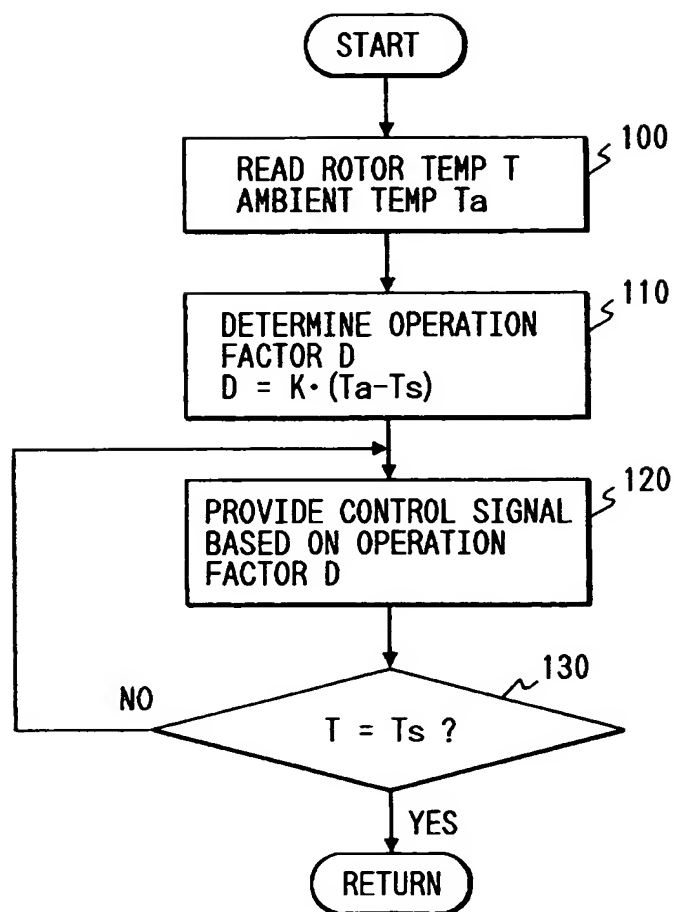 START
100
READ ROTOR TEMP T
AMBIENT TEMP Ta
110
DETERMINE OPERATION
FACTOR D
D = K· (Ta-Ts)
120
PROVIDE CONTROL SIGNAL
BASED ON OPERATION
FACTOR D
130
NO
T = Ts ?
YES
RETURN